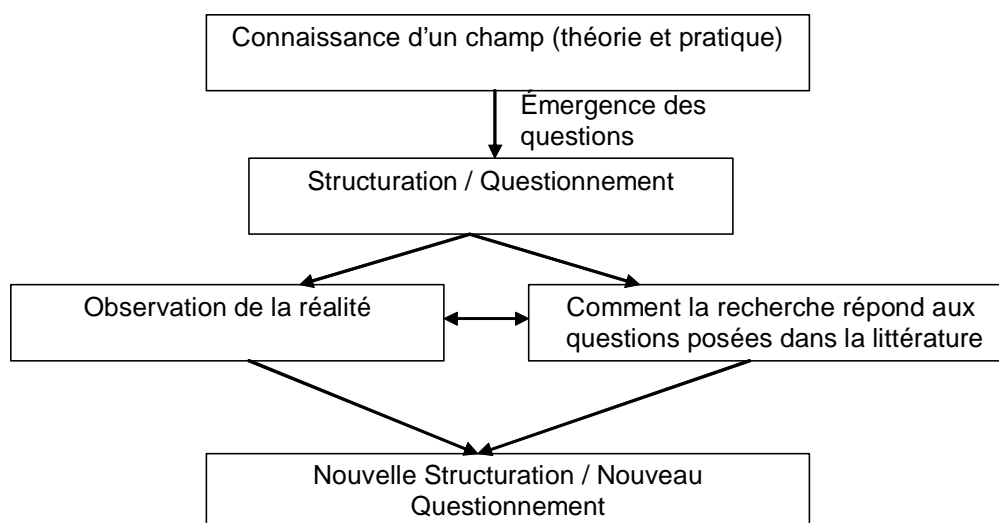 Connaissance d'un champ (théorie et pratique)
Émergence des
questions
Structuration / Questionnement
Observation de la réalité
Comment la recherche répond aux
questions posées dans la littérature
Nouvelle Structuration / Nouveau
Questionnement